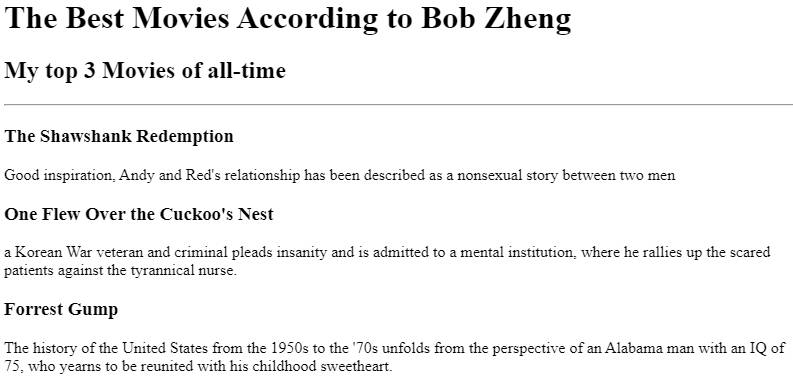 The Best Movies According to Bob Zheng
My top 3 Movies of all-time
The Shawshank Redemption
Good inspiration, Andy and Red's relationship has been described as a nonsexual story between two men
One Flew Over the Cuckoo's Nest
a Korean War veteran and criminal pleads insanity and is admitted to a mental institution, where he rallies up the scared
patients against the tyrannical nurse.
Forrest Gump
The history of the United States from the 1950s to the '70s unfolds from the perspective of an Alabama man with an IQ of
75, who yearns to be reunited with his childhood sweetheart.